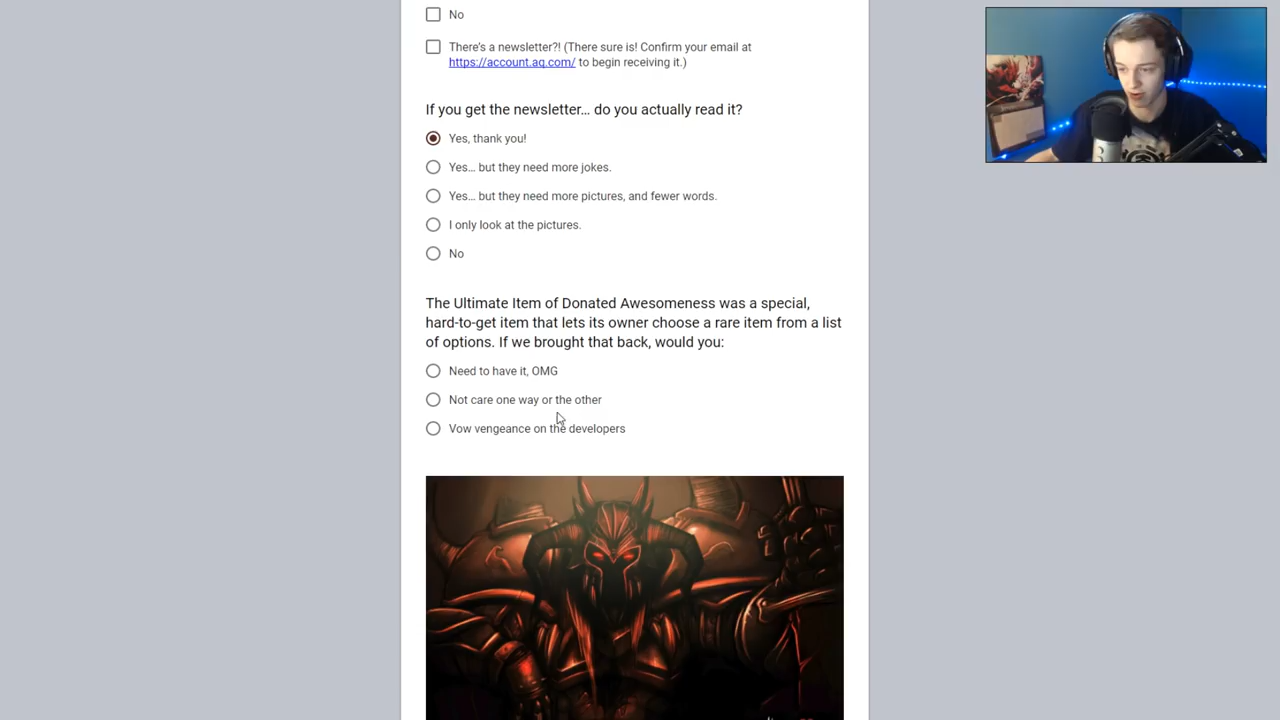 No
There's a newsletter?! (There sure is! Confirm your email at
https://account.aq.com/ to begin receiving it.)
If you get the newsletter... do you actually read it?
Yes, thank you!
Yes... but they need more jokes.
Yes... but they need more pictures, and fewer words.
I only look at the pictures.
No
The Ultimate Item of Donated Awesomeness was a special,
hard-to-get item that lets its owner choose a rare item from a list
of options. If we brought that back, would you:
Need to have it, OMG
Not care one way or the other
Vow vengeance on the developers